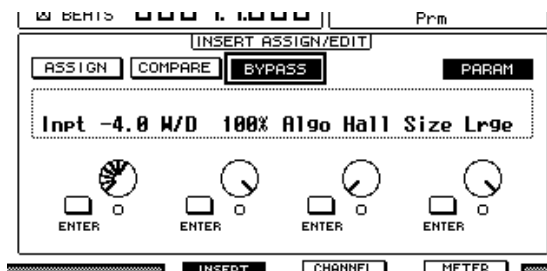 BEATS Prm
INSERT ASSIGN/EDIT
ASSIGN COMPARE BYPASS PARAM
Inpt -4.0 W/D 100% Algo Hall Size Lrge
ENTER ENTER ENTER ENTER
INSERT CHANNEL METER